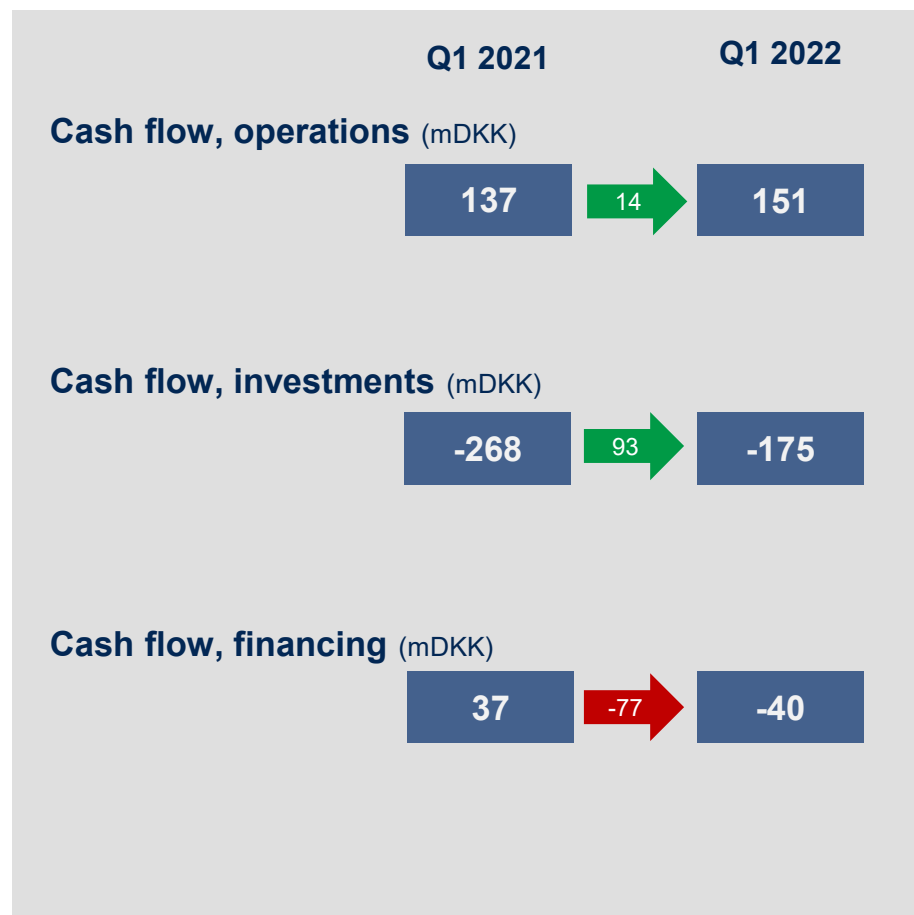 Q1 2021 Q1 2022
Cash flow, operations (mDKK)
137 14 151
Cash flow, investments (mDKK)
-268 93 -175
Cash flow, financing (mDKK)
37 -77 -40